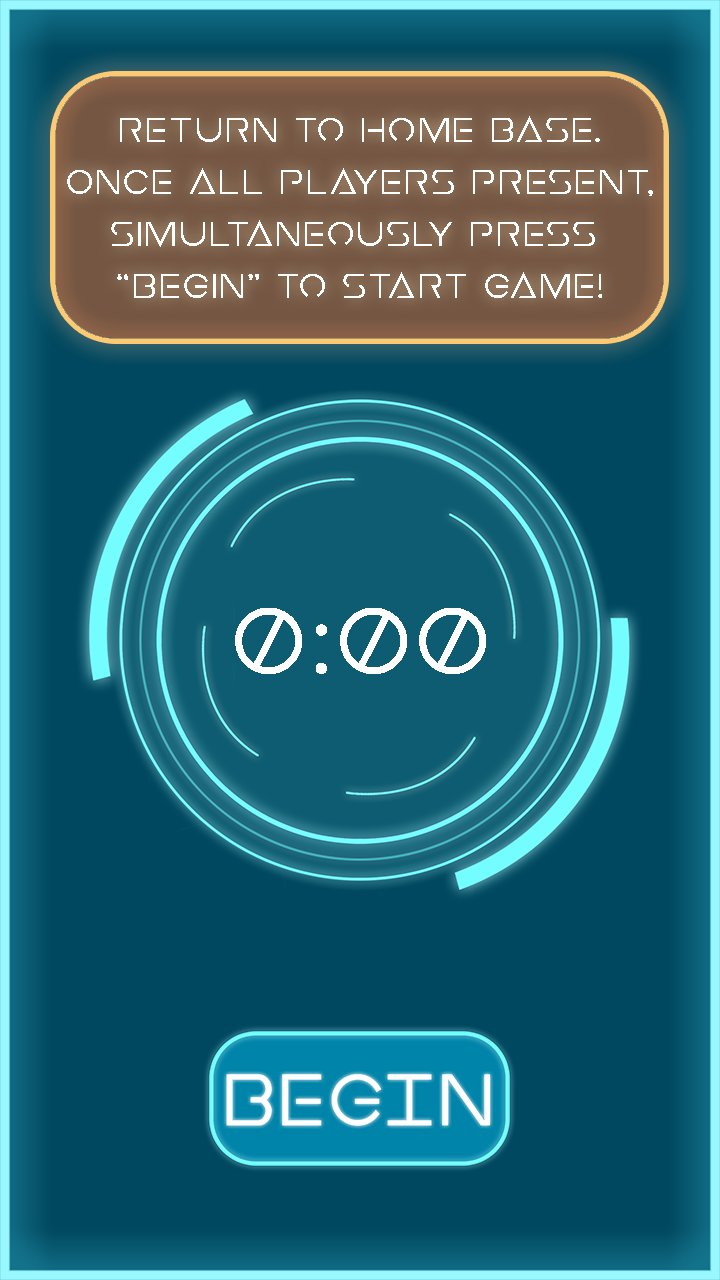 RETURN TO HOME BASE.
ONCE ALL PLAYERS PRESENT,
SIMULTANEOUSLY PRESS
“BEGIN” TO START GAME!
0:00
BEGIN